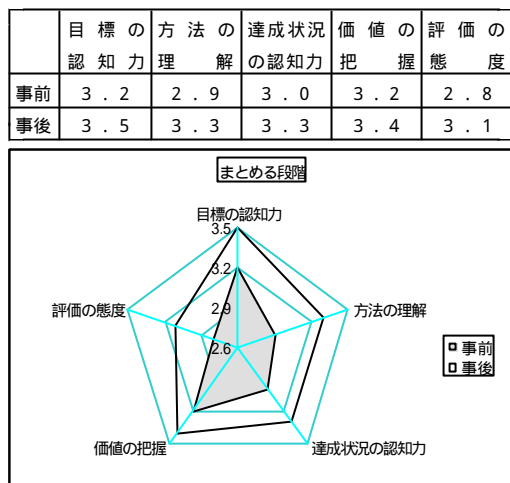 目標の 方法の 達成状況 価値の 評価の
認知力 理解 の認知力 把握 態度
事前 3.2 2.9 3.0 3.2 2.8
事後 3.5 3.3 3.3 3.4 3.1
まとめる段階
目標の認知力
3.5
3.2
2.9
2.6
評価の態度
方法の理解
価値の把握
達成状況の認知力
事前
事後